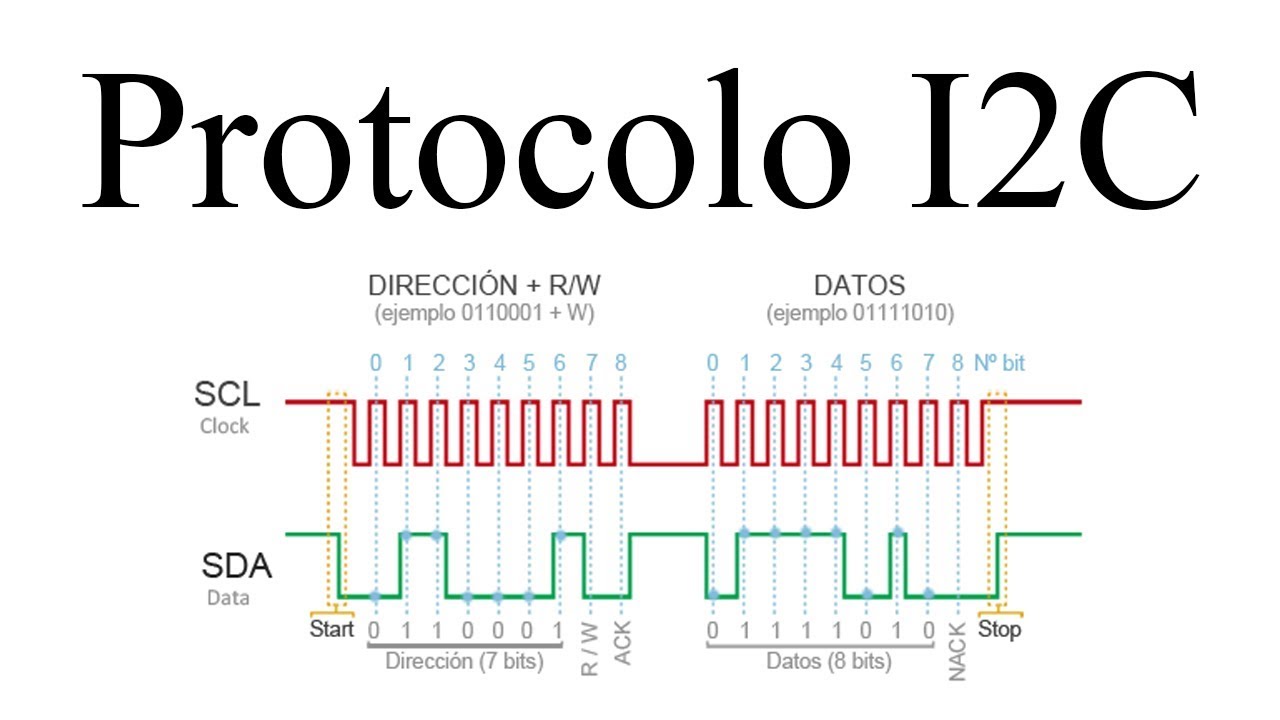 Protocolo I2C
DIRECCIÓN + R/W
(ejemplo 0110001 + W)
DATOS
(ejemplo 01111010)
0 1 2 3 4 5 6 7 8
0 1 2 3 4 5 6 7 8 Nº bit
SCL
Clock
SDA
Data
Start
0 1 1 0 0 0 1
R / W
ACK
Dirección (7 bits)
0 1 1 1 1 0 1 0
NACK
Datos (8 bits)
Stop